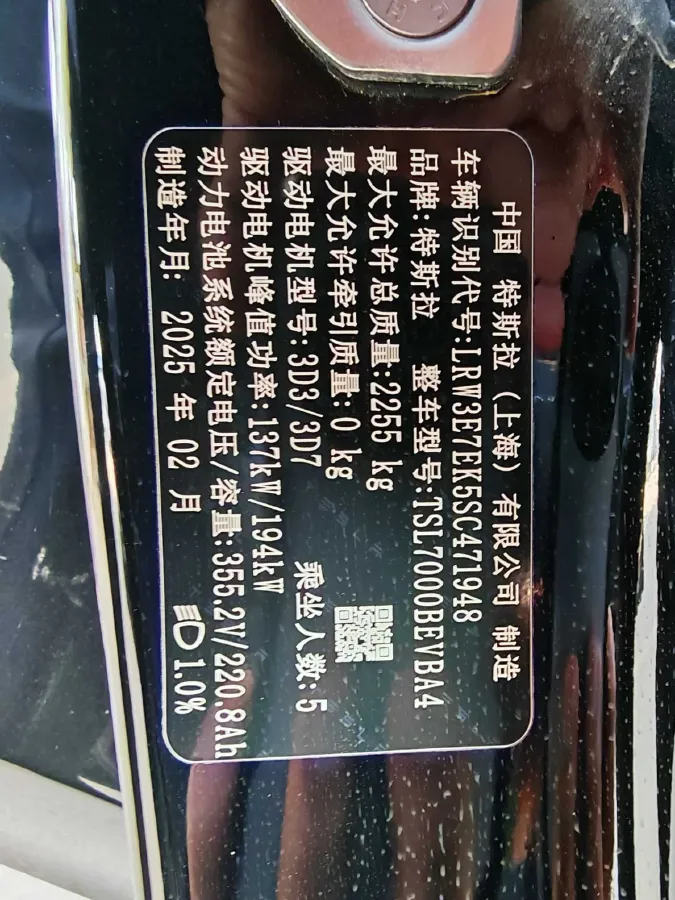 中国 特斯拉（上海）有限公司 制造
车辆识别代号:LRW3E7EK5SC471948
品牌:特斯拉 整车型号:TSL7000BEVBA4
最大允许总质量:2255 kg
最大允许牵引质量:0 kg
驱动电机型号:3D3/3D7 乘坐人数:5
驱动电机峰值功率:137kW/194kW
动力电池系统额定电压/容量:355.2V/220.8Ah
制造年月: 2025 年 02 月 1.0%